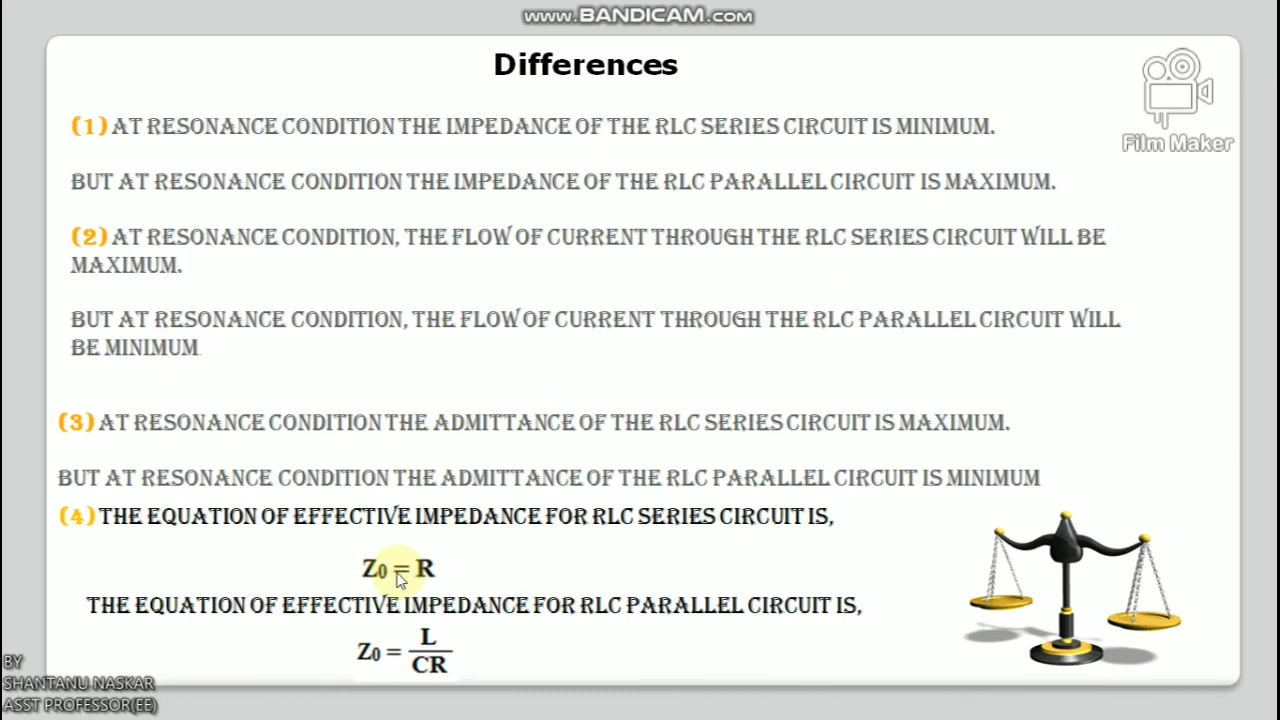 www.BANDICAM.com
Differences
Film Maker
(1) AT RESONANCE CONDITION THE IMPEDANCE OF THE RLC SERIES CIRCUIT IS MINIMUM.
BUT AT RESONANCE CONDITION THE IMPEDANCE OF THE RLC PARALLEL CIRCUIT IS MAXIMUM.
(2) AT RESONANCE CONDITION, THE FLOW OF CURRENT THROUGH THE RLC SERIES CIRCUIT WILL BE
MAXIMUM.
BUT AT RESONANCE CONDITION, THE FLOW OF CURRENT THROUGH THE RLC PARALLEL CIRCUIT WILL
BE MINIMUM.
(3) AT RESONANCE CONDITION THE ADMITTANCE OF THE RLC SERIES CIRCUIT IS MAXIMUM.
BUT AT RESONANCE CONDITION THE ADMITTANCE OF THE RLC PARALLEL CIRCUIT IS MINIMUM
(4) THE EQUATION OF EFFECTIVE IMPEDANCE FOR RLC SERIES CIRCUIT IS,
Z0 = R
THE EQUATION OF EFFECTIVE IMPEDANCE FOR RLC PARALLEL CIRCUIT IS,
Z0 = L/CR
BY
SHANTANU NASKAR
ASST PROFESSOR(EE)